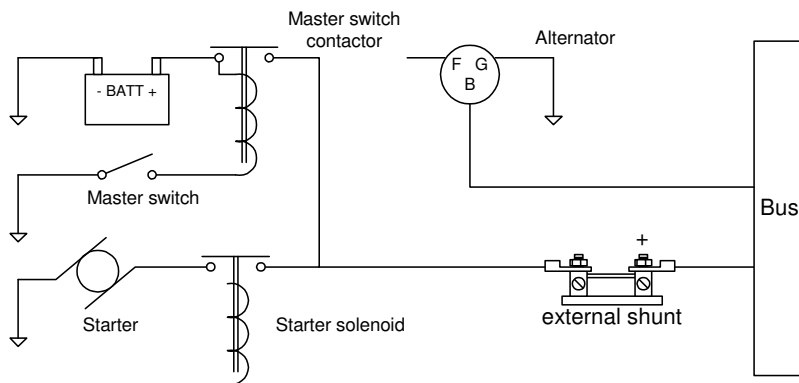 Master switch
contactor
Alternator
F G
B
- BATT +
Master switch
Bus
+
Starter
Starter solenoid
external shunt